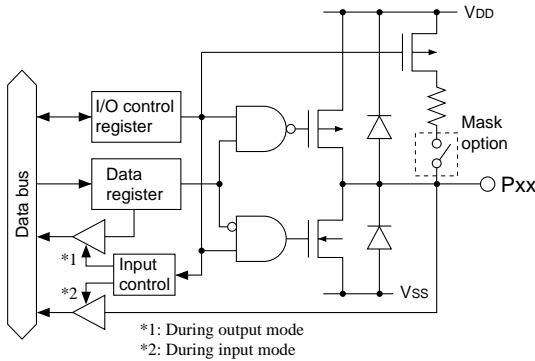 VDD
I/O control
register
Mask
option
Data bus
Data
register
Pxx
*1
Input
control
*2
VSS
*1: During output mode
*2: During input mode